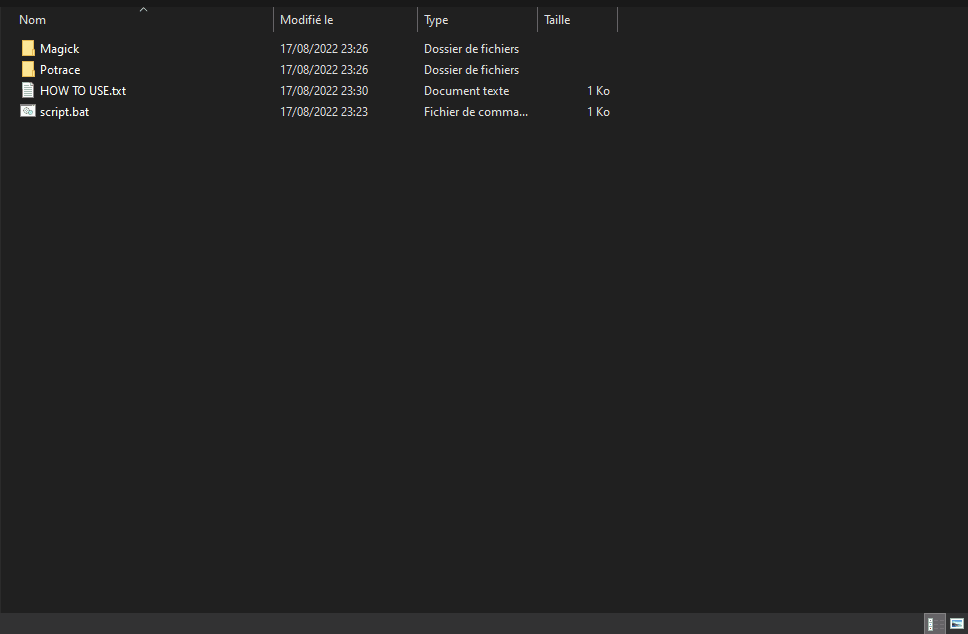 Nom Modifié le Type Taille
Magick 17/08/2022 23:26 Dossier de fichiers
Potrace 17/08/2022 23:26 Dossier de fichiers
HOW TO USE.txt 17/08/2022 23:30 Document texte 1 Ko
script.bat 17/08/2022 23:23 Fichier de comma... 1 Ko